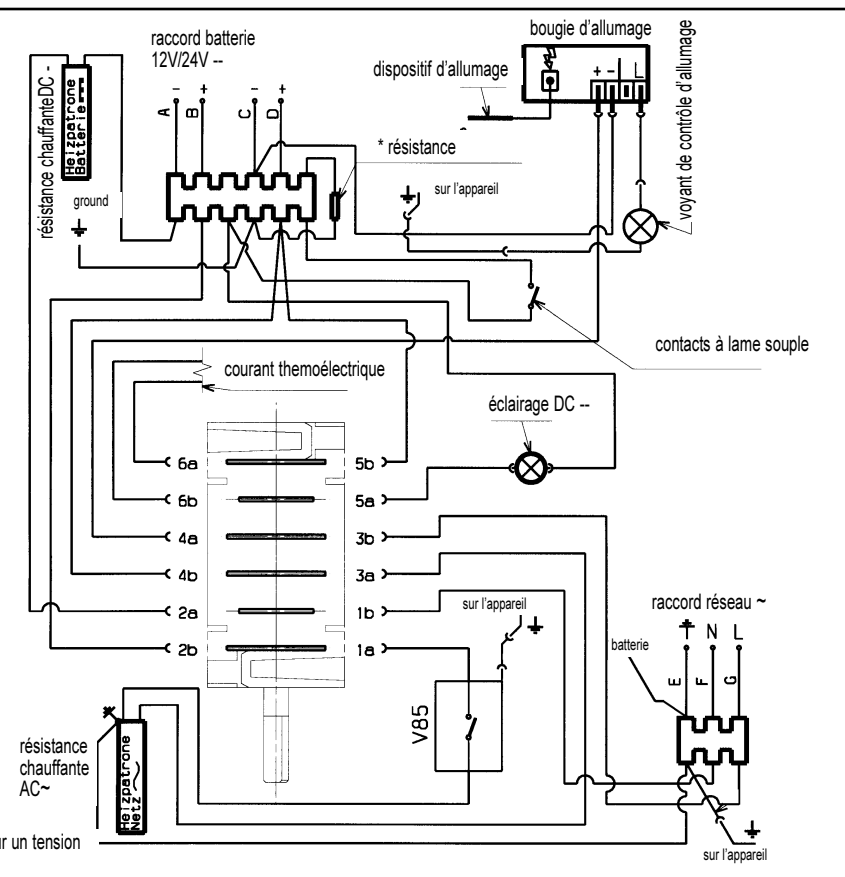 bougie d'allumage
raccord batterie
12V/24V --
dispositif d'allumage
résistance chauffanteDC -
Heizpatrone
Batterie
- + - +
A B C D
+ - L
voyant de contrôle d'allumage
* résistance
ground
sur l'appareil
contacts à lame souple
courant themoélectrique
éclairage DC --
6a 5b
6b 5a
4a 3b
4b 3a
2a 1b
2b 1a
sur l'appareil
raccord réseau ~
N L
batterie
E F G
V85
résistance
chauffante
AC~
Heizpatrone
Netz
un tension
sur l'appareil